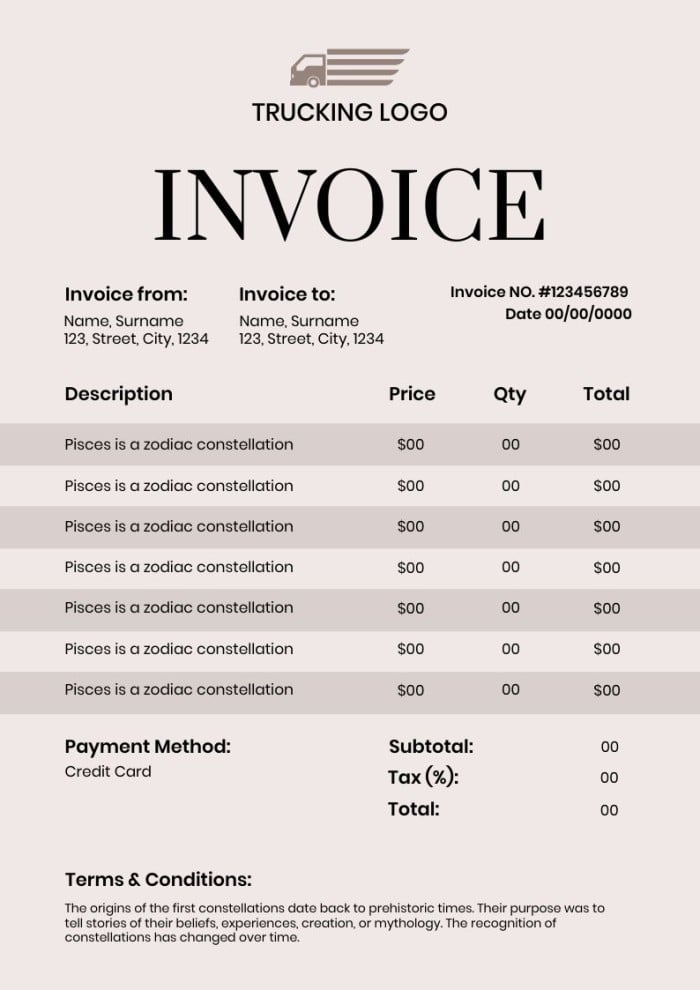 TRUCKING LOGO
INVOICE
Invoice from:
Name, Surname
123, Street, City, 1234
Invoice to:
Name, Surname
123, Street, City, 1234
Invoice NO. #123456789
Date 00/00/0000
Description Price Qty Total
Pisces is a zodiac constellation $00 00 $00
Pisces is a zodiac constellation $00 00 $00
Pisces is a zodiac constellation $00 00 $00
Pisces is a zodiac constellation $00 00 $00
Pisces is a zodiac constellation $00 00 $00
Pisces is a zodiac constellation $00 00 $00
Pisces is a zodiac constellation $00 00 $00
Payment Method:
Credit Card
Subtotal: 00
Tax (%): 00
Total: 00
Terms & Conditions:
The origins of the first constellations date back to prehistoric times. Their purpose was to
tell stories of their beliefs, experiences, creation, or mythology. The recognition of
constellations has changed over time.